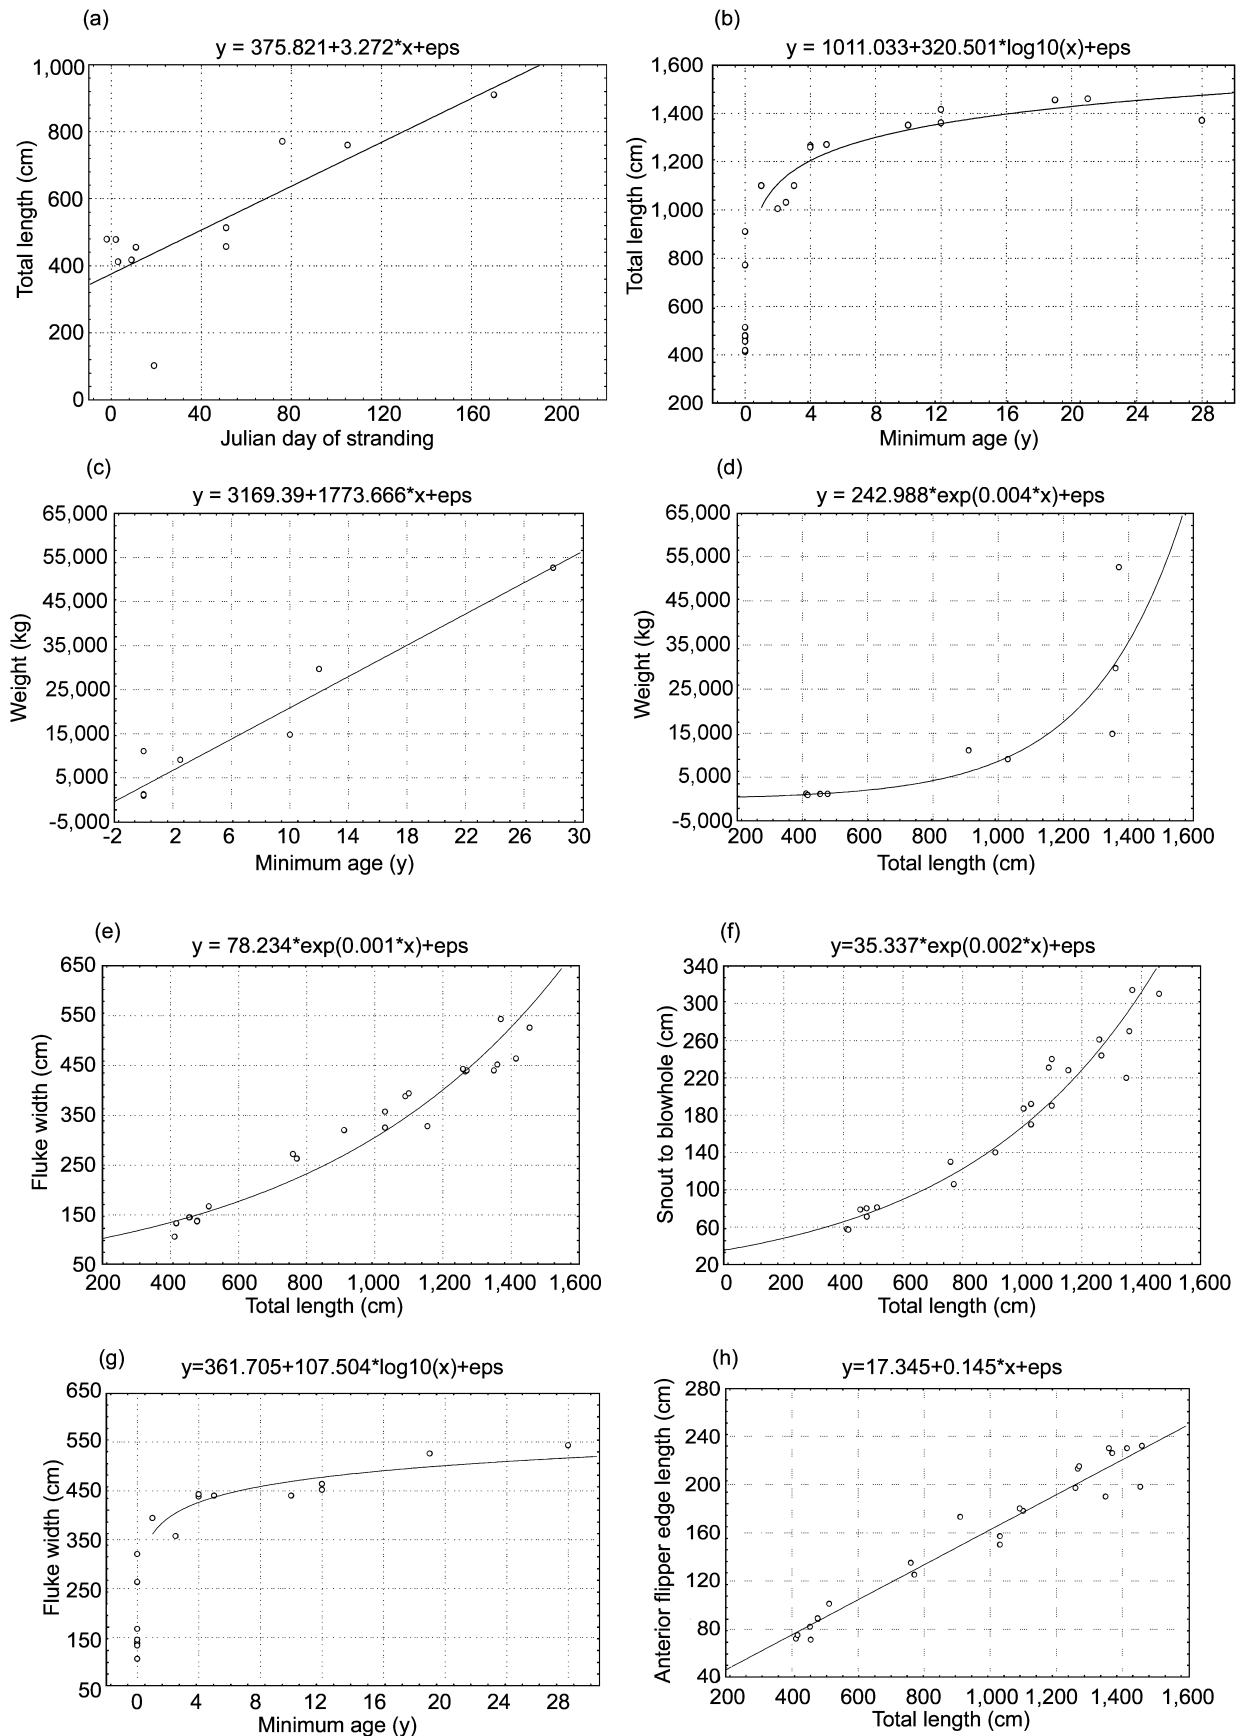 (a)
y = 375.821+3.272*x+eps
1,000
800
600
400
200
0
Total length (cm)
0 40 80 120 160 200
Julian day of stranding
(b)
y = 1011.033+320.501*log10(x)+eps
1,600
1,400
1,200
1,000
800
600
400
200
Total length (cm)
0 4 8 12 16 20 24 28
Minimum age (y)
(c)
y = 3169.39+1773.666*x+eps
65,000
55,000
45,000
35,000
25,000
15,000
5,000
-5,000
Weight (kg)
-2 2 6 10 14 18 22 26 30
Minimum age (y)
(d)
y = 242.988*exp(0.004*x)+eps
65,000
55,000
45,000
35,000
25,000
15,000
5,000
-5,000
Weight (kg)
200 400 600 800 1,000 1,200 1,400 1,600
Total length (cm)
(e)
y = 78.234*exp(0.001*x)+eps
650
550
450
350
250
150
50
Fluke width (cm)
200 400 600 800 1,000 1,200 1,400 1,600
Total length (cm)
(f)
y=35.337*exp(0.002*x)+eps
340
300
260
220
180
140
100
60
20
Snout to blowhole (cm)
0 200 400 600 800 1,000 1,200 1,400 1,600
Total length (cm)
(g)
y=361.705+107.504*log10(x)+eps
650
550
450
350
250
150
50
Fluke width (cm)
0 4 8 12 16 20 24 28
Minimum age (y)
(h)
y=17.345+0.145*x+eps
280
240
200
160
120
80
40
Anterior flipper edge length (cm)
200 400 600 800 1,000 1,200 1,400 1,600
Total length (cm)